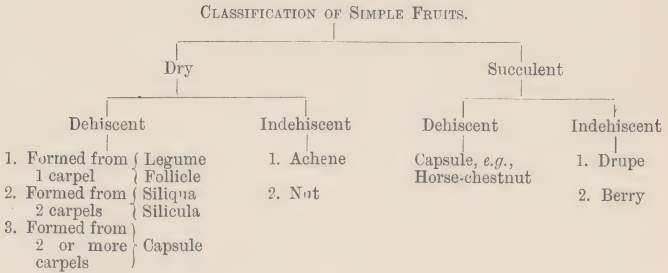 CLASSIFICATION OF SIMPLE FRUITS.
Dry
Succulent
Dehiscent
Indehiscent
Dehiscent
Indehiscent
1. Formed from { Legume
1 carpel { Follicle
2. Formed from { Siliqua
2 carpels { Silicula
3. Formed from }
2 or more } Capsule
carpels }
1. Achene
2. Nut
Capsule, e.g.,
Horse-chestnut
1. Drupe
2. Berry